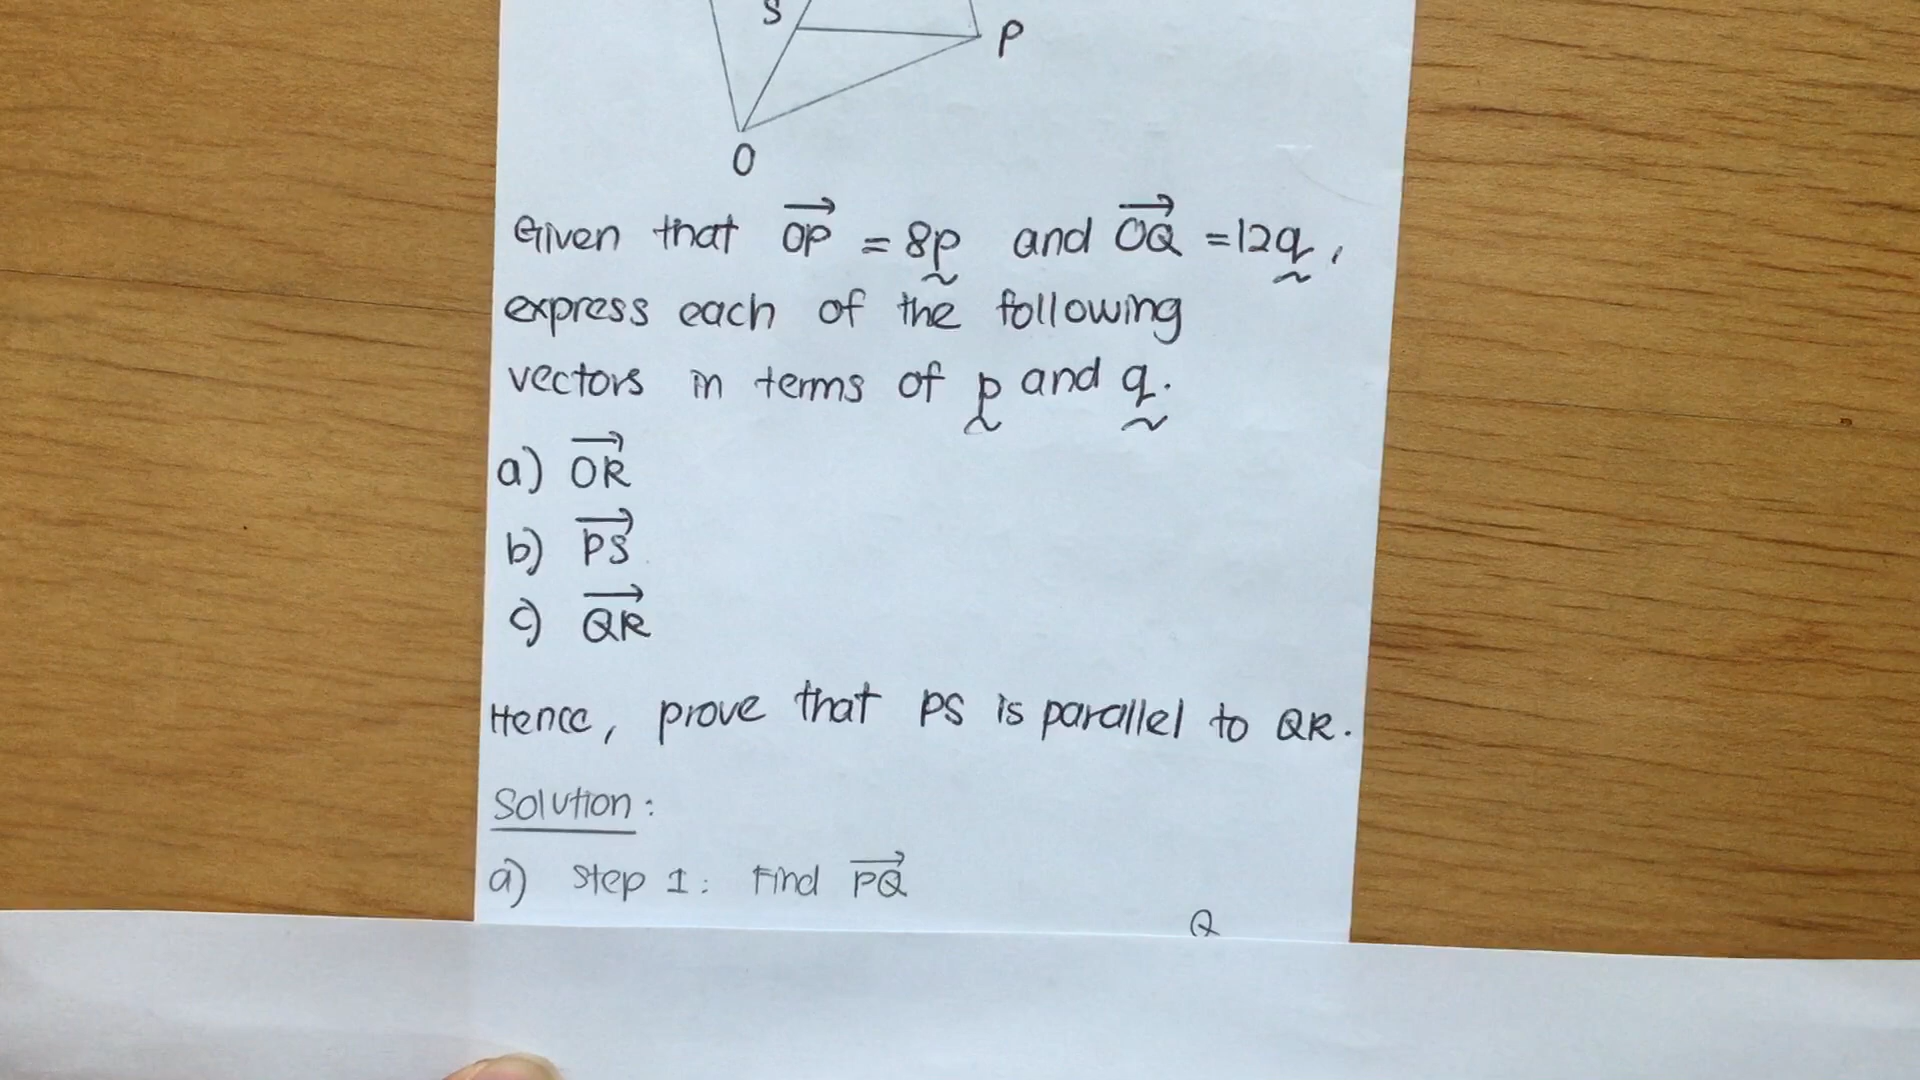 S
P
O
Given that OP = 8p and OQ = 12q,
express each of the following
vectors in terms of p and q.
a) OR
b) PS
c) QR
Hence, prove that PS is parallel to QR.
Solution:
a) Step 1: Find PQ
Q